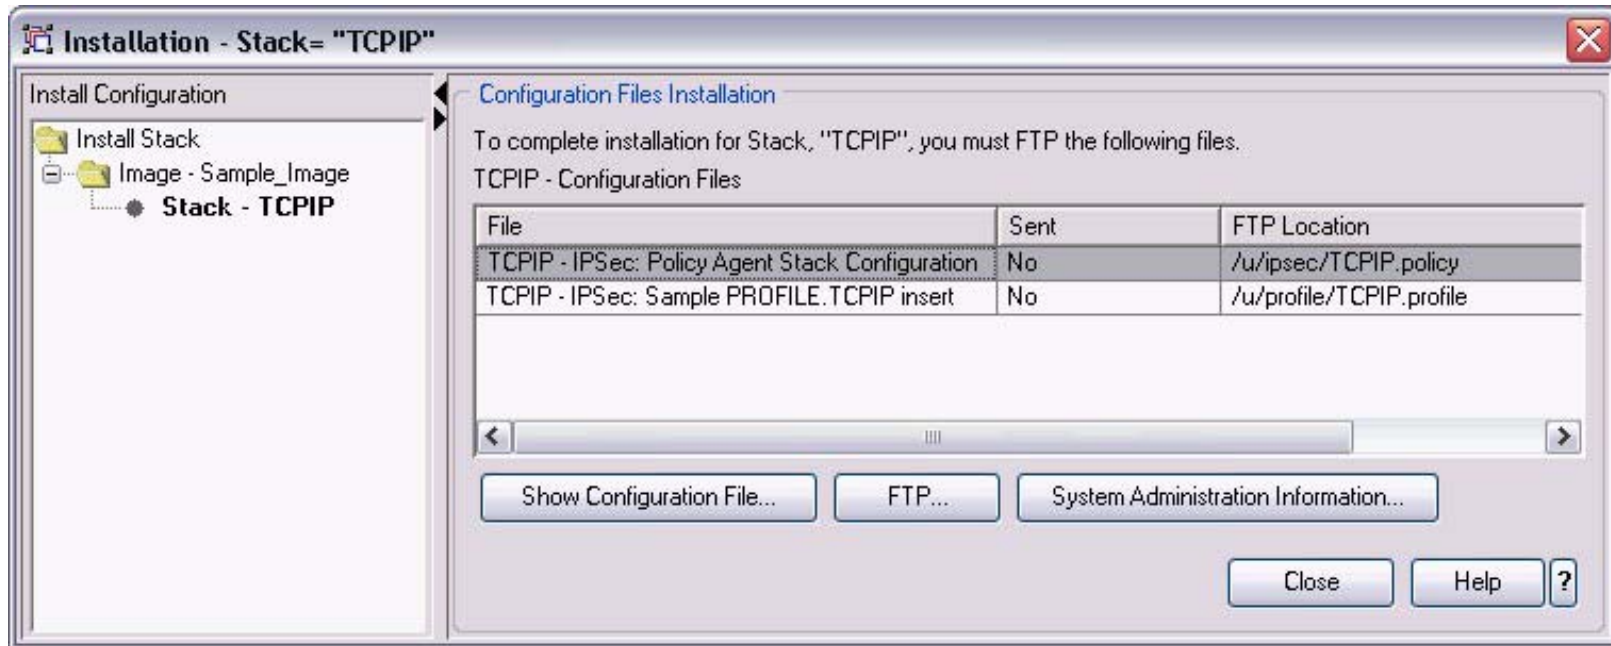 Installation - Stack= "TCPIP"
Install Configuration
Install Stack
Image - Sample_Image
Stack - TCPIP
Configuration Files Installation
To complete installation for Stack, "TCPIP", you must FTP the following files.
TCPIP - Configuration Files
File Sent FTP Location
TCPIP - IPSec: Policy Agent Stack Configuration No /u/ipsec/TCPIP.policy
TCPIP - IPSec: Sample PROFILE.TCPIP insert No /u/profile/TCPIP.profile
Show Configuration File... FTP... System Administration Information...
Close Help ?